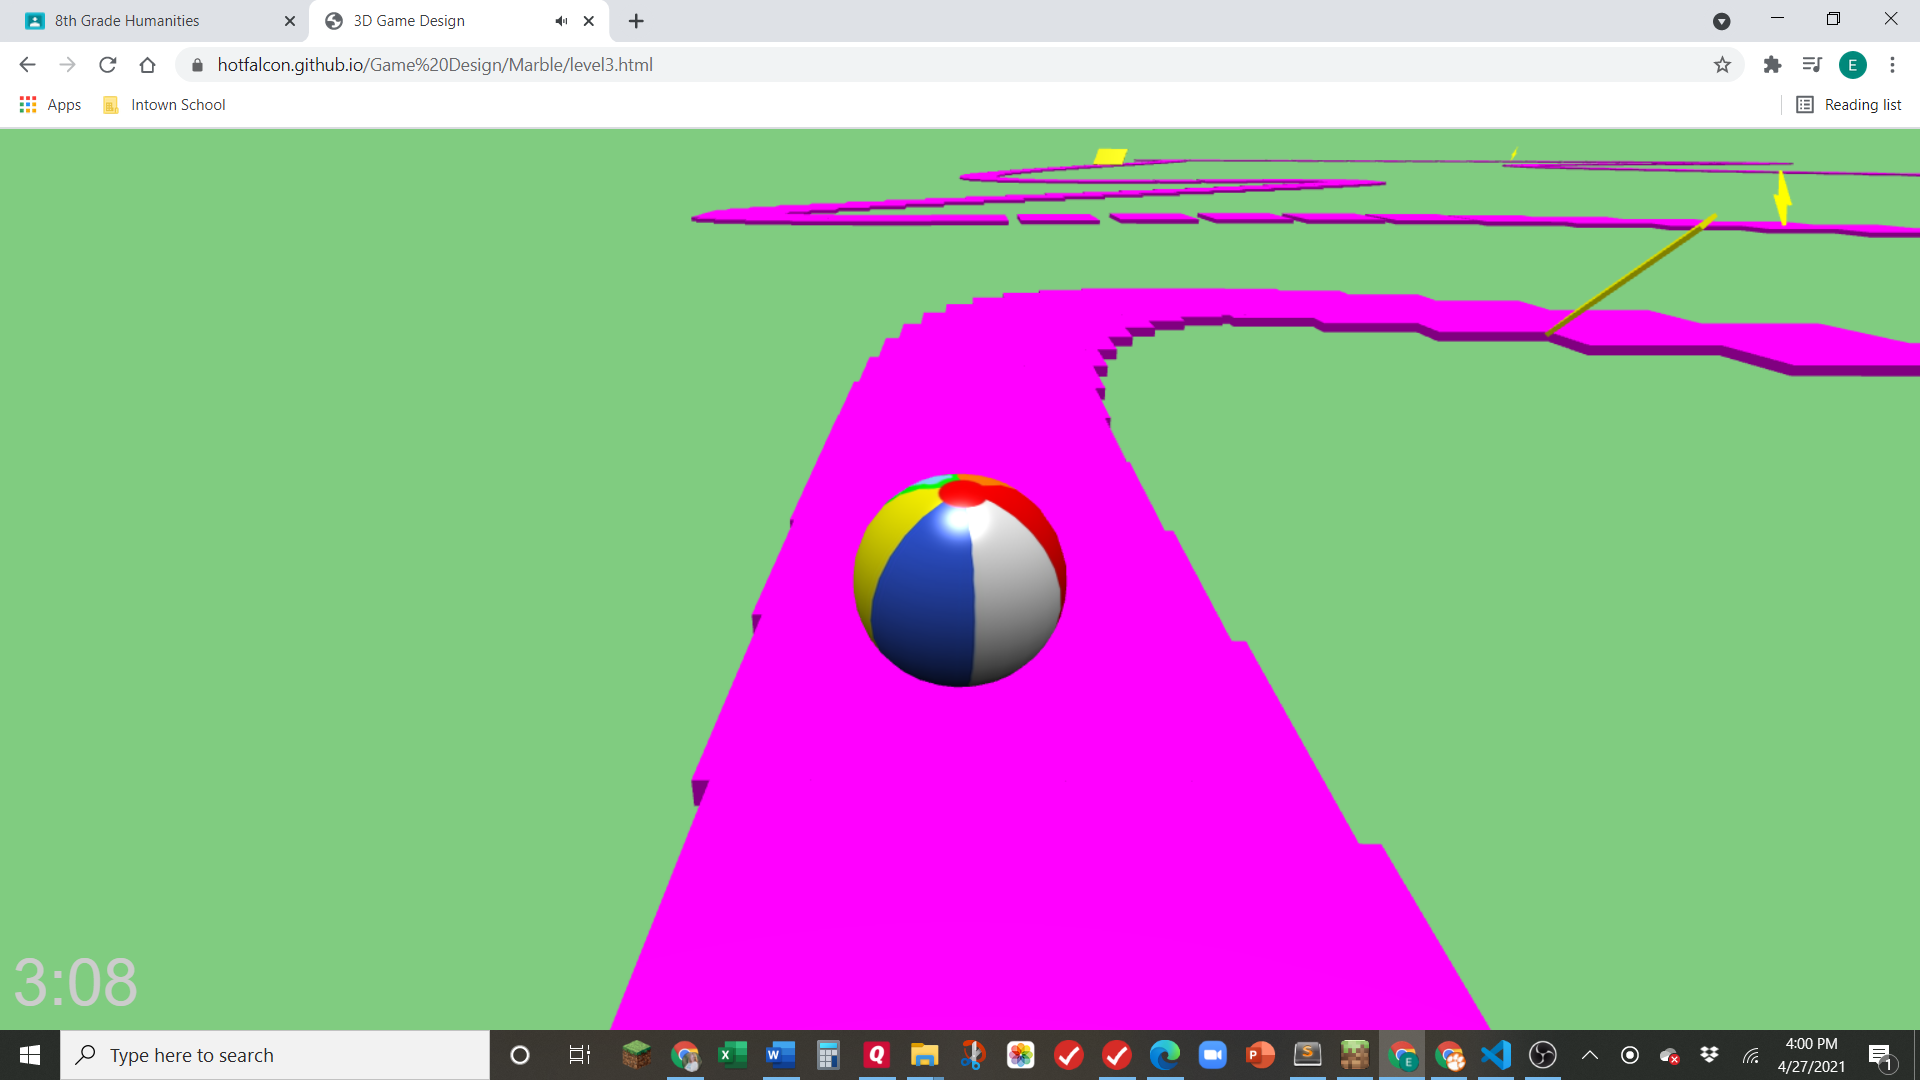 8th Grade Humanities
3D Game Design
hotfalcon.github.io/Game%20Design/Marble/level3.html
E
Apps
Intown School
Reading list
3:08
Type here to search
X
W
Q
P
S
E
4:00 PM
4/27/2021
1